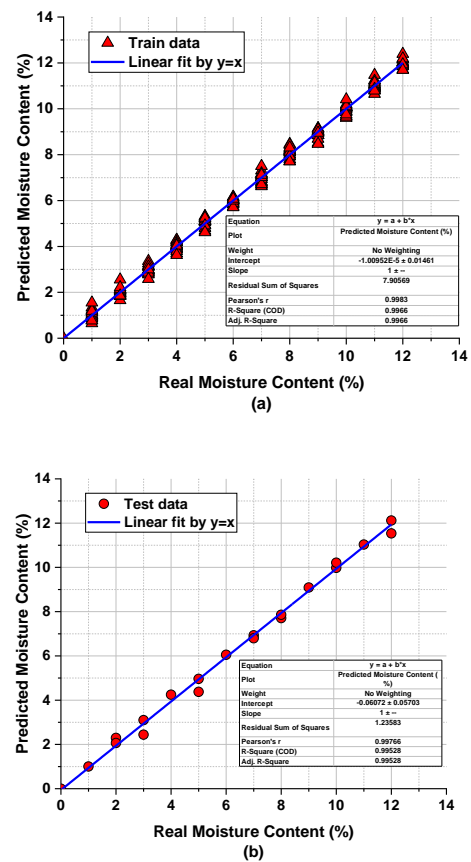 14
12
10
8
6
4
2
0
Predicted Moisture Content (%)
Train data
Linear fit by y=x
Equation y = a + b*x
Plot Predicted Moisture Content (%)
Weight No Weighting
Intercept -1.00952E-5 ± 0.01461
Slope 1 ± --
Residual Sum of Squares 7.90569
Pearson's r 0.9983
R-Square (COD) 0.9966
Adj. R-Square 0.9966
0 2 4 6 8 10 12 14
Real Moisture Content (%)
(a)
14
12
10
8
6
4
2
0
Predicted Moisture Content (%)
Test data
Linear fit by y=x
Equation y = a + b*x
Plot Predicted Moisture Content (
%)
Weight No Weighting
Intercept -0.06072 ± 0.05703
Slope 1 ± --
Residual Sum of Squares 1.23583
Pearson's r 0.99766
R-Square (COD) 0.99528
Adj. R-Square 0.99528
0 2 4 6 8 10 12 14
Real Moisture Content (%)
(b)